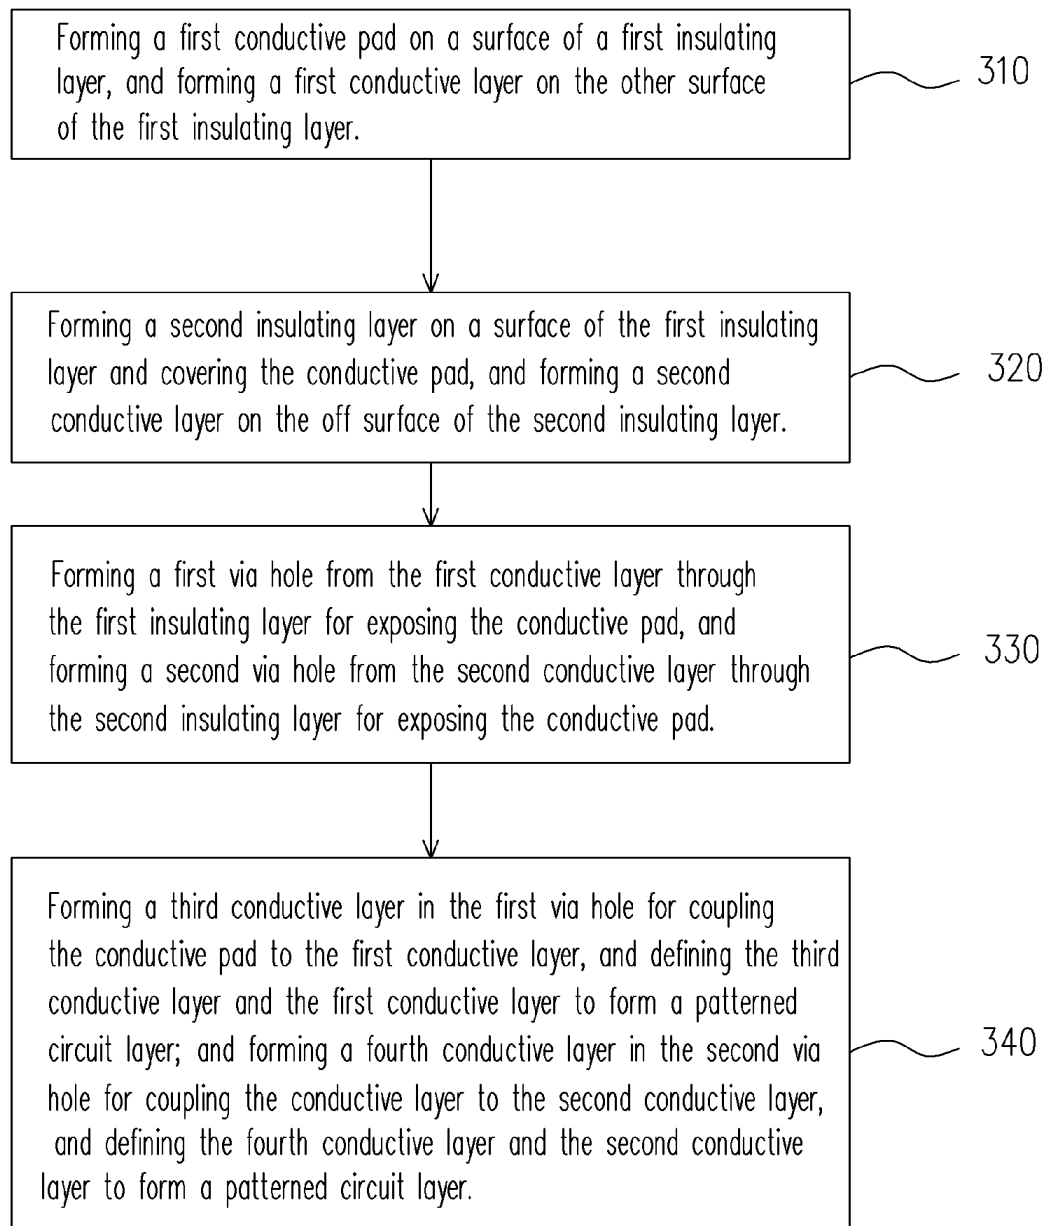 Forming a first conductive pad on a surface of a first insulating
layer, and forming a first conductive layer on the other surface
of the first insulating layer.
310
Forming a second insulating layer on a surface of the first insulating
layer and covering the conductive pad, and forming a second
conductive layer on the off surface of the second insulating layer.
320
Forming a first via hole from the first conductive layer through
the first insulating layer for exposing the conductive pad, and
forming a second via hole from the second conductive layer through
the second insulating layer for exposing the conductive pad.
330
Forming a third conductive layer in the first via hole for coupling
the conductive pad to the first conductive layer, and defining the third
conductive layer and the first conductive layer to form a patterned
circuit layer; and forming a fourth conductive layer in the second via
hole for coupling the conductive layer to the second conductive layer,
and defining the fourth conductive layer and the second conductive
layer to form a patterned circuit layer.
340